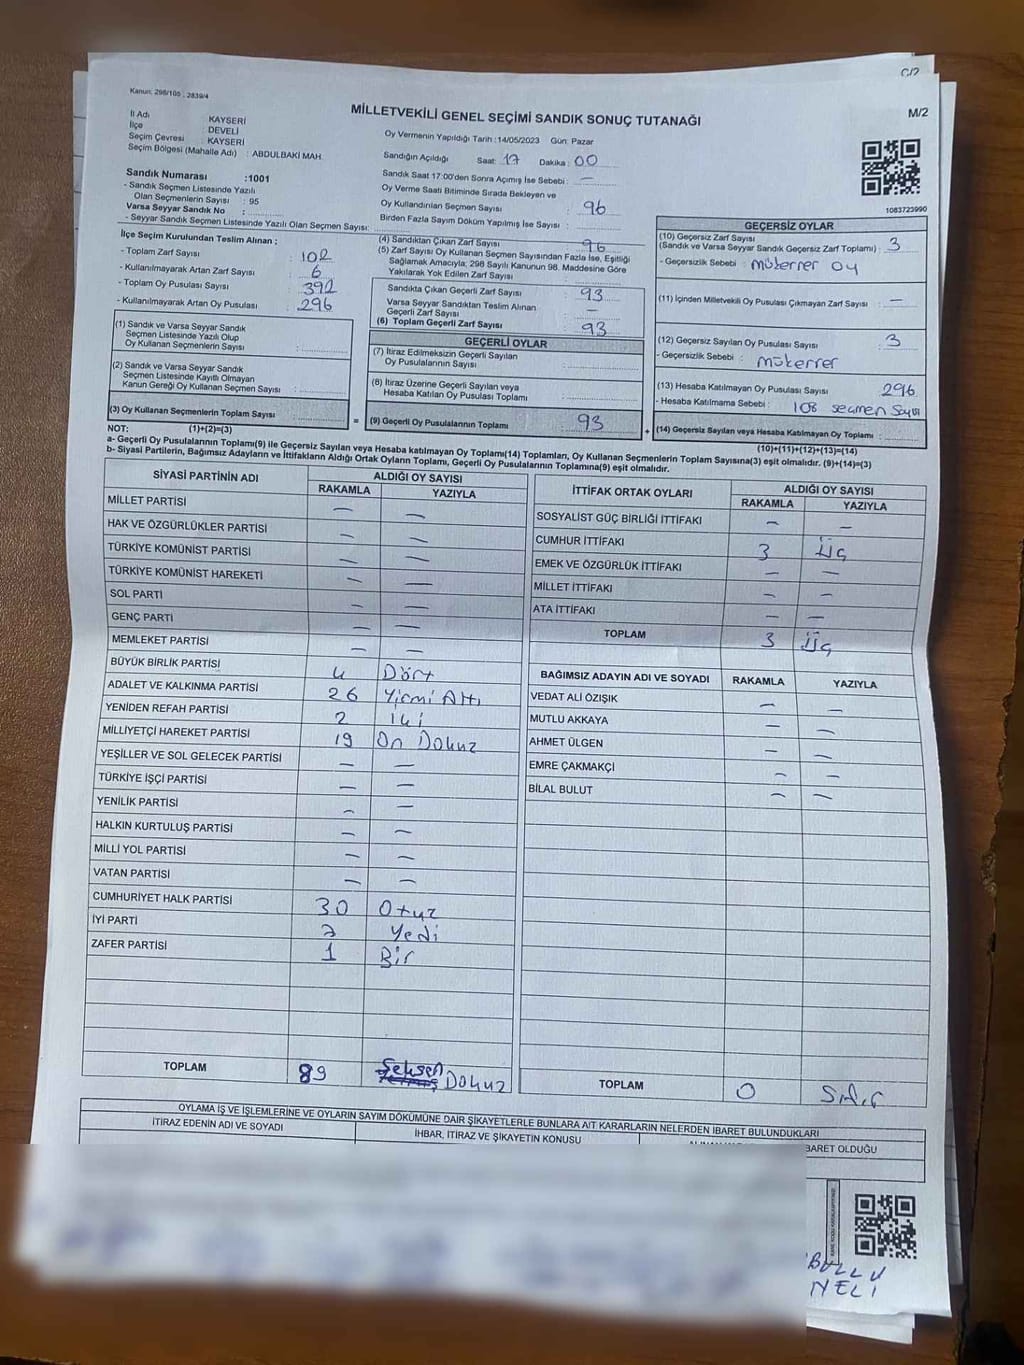 C/2
Kanun: 298/105 , 2839/4
MİLLETVEKİLİ GENEL SEÇİMİ SANDIK SONUÇ TUTANAĞI
M/2
İl Adı KAYSERİ
İlçe : DEVELİ
Seçim Çevresi : KAYSERİ
Seçim Bölgesi (Mahalle Adı) : ABDULBAKİ MAH.
Sandık Numarası :1001
- Sandık Seçmen Listesinde Yazılı
Olan Seçmenlerin Sayısı : 95
Varsa Seyyar Sandık No :
- Seyyar Sandık Seçmen Listesinde Yazılı Olan Seçmen Sayısı:
İlçe Seçim Kurulundan Teslim Alınan :
- Toplam Zarf Sayısı : 102
- Kullanılmayarak Artan Zarf Sayısı : 6
- Toplam Oy Pusulası Sayısı : 392
- Kullanılmayarak Artan Oy Pusulası : 296
Oy Vermenin Yapıldığı Tarih : 14/05/2023 Gün: Pazar
Sandığın Açıldığı Saat: 17 Dakika : 00
Sandık Saat 17:00'den Sonra Açımış İse Sebebi : —
Oy Verme Saati Bitiminde Sırada Bekleyen ve
Oy Kullandırılan Seçmen Sayısı : 96
Birden Fazla Sayım Döküm Yapılmış İse Sayısı :
(4) Sandıktan Çıkan Zarf Sayısı : 96
(5) Zarf Sayısı Oy Kullanan Seçmen Sayısından Fazla İse, Eşitliği
Sağlamak Amacıyla; 298 Sayılı Kanunun 98. Maddesine Göre
Yakılarak Yok Edilen Zarf Sayısı :
Sandıkta Çıkan Geçerli Zarf Sayısı : 93
Varsa Seyyar Sandıktan Teslim Alınan
Geçerli Zarf Sayısı : —
(6) Toplam Geçerli Zarf Sayısı : 93
1083723990
GEÇERSİZ OYLAR
(10) Geçersiz Zarf Sayısı
(Sandık ve Varsa Seyyar Sandık Geçersiz Zarf Toplamı) : 3
- Geçersizlik Sebebi : mükerrer oy
(11) İçinden Milletvekili Oy Pusulası Çıkmayan Zarf Sayısı : —
(12) Geçersiz Sayılan Oy Pusulası Sayısı : 3
- Geçersizlik Sebebi : mükerrer
(13) Hesaba Katılmayan Oy Pusulası Sayısı 296
- Hesaba Katılmama Sebebi : 108 seçmen sayısı
(14) Geçersiz Sayılan veya Hesaba Katılmayan Oy Toplamı :
(10)+(11)+(12)+(13)=(14)
(1) Sandık ve Varsa Seyyar Sandık
Seçmen Listesinde Yazılı Olup
Oy Kullanan Seçmenlerin Sayısı :
(2) Sandık ve Varsa Seyyar Sandık
Seçmen Listesinde Kayıtlı Olmayan
Kanun Gereği Oy Kullanan Seçmen Sayısı :
(3) Oy Kullanan Seçmenlerin Toplam Sayısı :
=
GEÇERLİ OYLAR
(7) İtiraz Edilmeksizin Geçerli Sayılan
Oy Pusulalarının Sayısı :
(8) İtiraz Üzerine Geçerli Sayılan veya
Hesaba Katılan Oy Pusulası Toplamı :
(9) Geçerli Oy Pusulalarının Toplamı : 93
+
NOT: (1)+(2)=(3)
a- Geçerli Oy Pusulalarının Toplamı(9) ile Geçersiz Sayılan veya Hesaba katılmayan Oy Toplamı(14) Toplamları, Oy Kullanan Seçmenlerin Toplam Sayısına(3) eşit olmalıdır. (9)+(14)=(3)
b- Siyasi Partilerin, Bağımsız Adayların ve İttifakların Aldığı Oyların Toplamı, Geçerli Oy Pusulalarının Toplamına(9) eşit olmalıdır.
SİYASİ PARTİNİN ADI ALDIĞI OY SAYISI
RAKAMLA YAZIYLA
MİLLET PARTİSİ — —
HAK VE ÖZGÜRLÜKLER PARTİSİ — —
TÜRKİYE KOMÜNİST PARTİSİ — —
TÜRKİYE KOMÜNİST HAREKETİ — —
SOL PARTİ — —
GENÇ PARTİ — —
MEMLEKET PARTİSİ — —
BÜYÜK BİRLİK PARTİSİ 4 Dört
ADALET VE KALKINMA PARTİSİ 26 Yirmi Altı
YENİDEN REFAH PARTİSİ 2 İki
MİLLİYETÇİ HAREKET PARTİSİ 19 On Dokuz
YEŞİLLER VE SOL GELECEK PARTİSİ — —
TÜRKİYE İŞÇİ PARTİSİ — —
YENİLİK PARTİSİ — —
HALKIN KURTULUŞ PARTİSİ — —
MİLLİ YOL PARTİSİ — —
VATAN PARTİSİ — —
CUMHURİYET HALK PARTİSİ 30 Otuz
İYİ PARTİ 7 Yedi
ZAFER PARTİSİ 1 Bir
TOPLAM 89 Seksen Dokuz
İTTİFAK ORTAK OYLARI ALDIĞI OY SAYISI
RAKAMLA YAZIYLA
SOSYALİST GÜÇ BİRLİĞİ İTTİFAKI — —
CUMHUR İTTİFAKI 3 Üç
EMEK VE ÖZGÜRLÜK İTTİFAKI — —
MİLLET İTTİFAKI — —
ATA İTTİFAKI — —
TOPLAM 3 Üç
BAĞIMSIZ ADAYIN ADI VE SOYADI RAKAMLA YAZIYLA
VEDAT ALİ ÖZIŞIK — —
MUTLU AKKAYA — —
AHMET ÜLGEN — —
EMRE ÇAKMAKÇİ — —
BİLAL BULUT — —
TOPLAM 0 Sıfır
OYLAMA İŞ VE İŞLEMLERİNE VE OYLARIN SAYIM DÖKÜMÜNE DAİR ŞİKAYETLERLE BUNLARA AİT KARARLARIN NELERDEN İBARET BULUNDUKLARI
İTİRAZ EDENİN ADI VE SOYADI İHBAR, İTİRAZ VE ŞİKAYETİN KONUSU BARET OLDUĞU